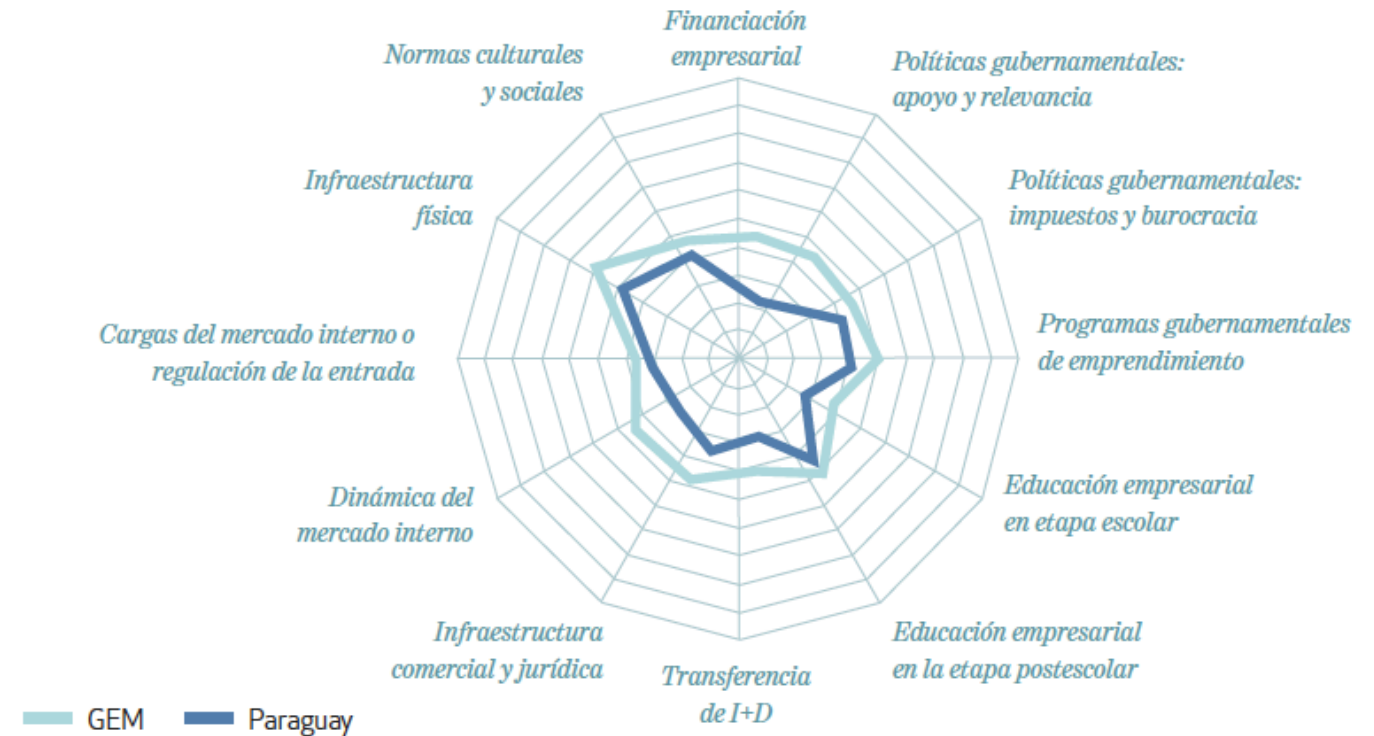 Financiación
empresarial
Políticas gubernamentales:
apoyo y relevancia
Políticas gubernamentales:
impuestos y burocracia
Programas gubernamentales
de emprendimiento
Educación empresarial
en etapa escolar
Educación empresarial
en la etapa postescolar
Transferencia
de I+D
Infraestructura
comercial y jurídica
Dinámica del
mercado interno
Cargas del mercado interno o
regulación de la entrada
Infraestructura
física
Normas culturales
y sociales
GEM
Paraguay